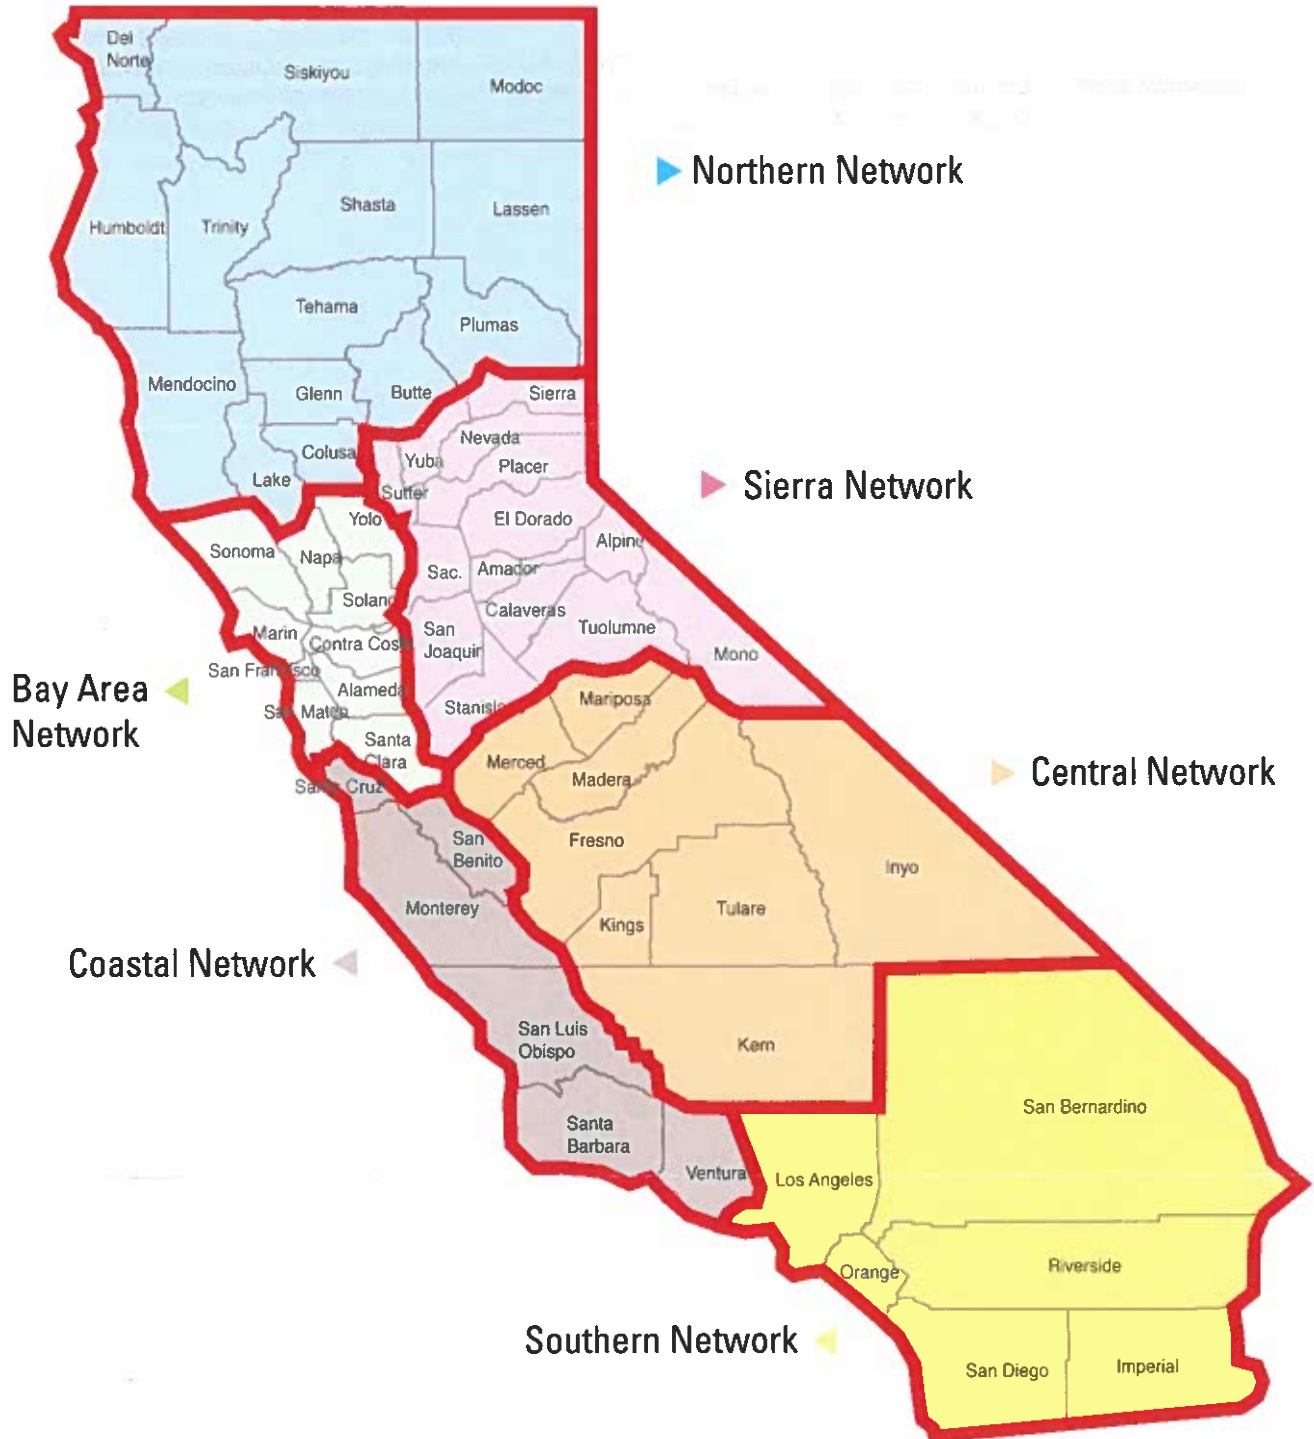 Del
Norte
Siskiyou
Modoc
Northern Network
Shasta
Lassen
Humboldt
Trinity
Tehama
Plumas
Mendocino
Glenn
Butte
Sierra
Nevada
Colusa
Yuba
Placer
Lake
Sutter
Sierra Network
Yolo
El Dorado
Alpine
Sonoma
Napa
Sac.
Amador
Solano
Calaveras
Marin
Contra Costa
San
Joaquin
Tuolumne
Mono
San Francisco
Bay Area
Network
Alameda
San Mateo
Stanisla
Mariposa
Santa
Clara
Merced
Madera
Central Network
Santa Cruz
San
Benito
Fresno
Inyo
Monterey
Kings
Tulare
Coastal Network
San Luis
Obispo
Kern
San Bernardino
Santa
Barbara
Ventura
Los Angeles
Orange
Riverside
Southern Network
San Diego
Imperial